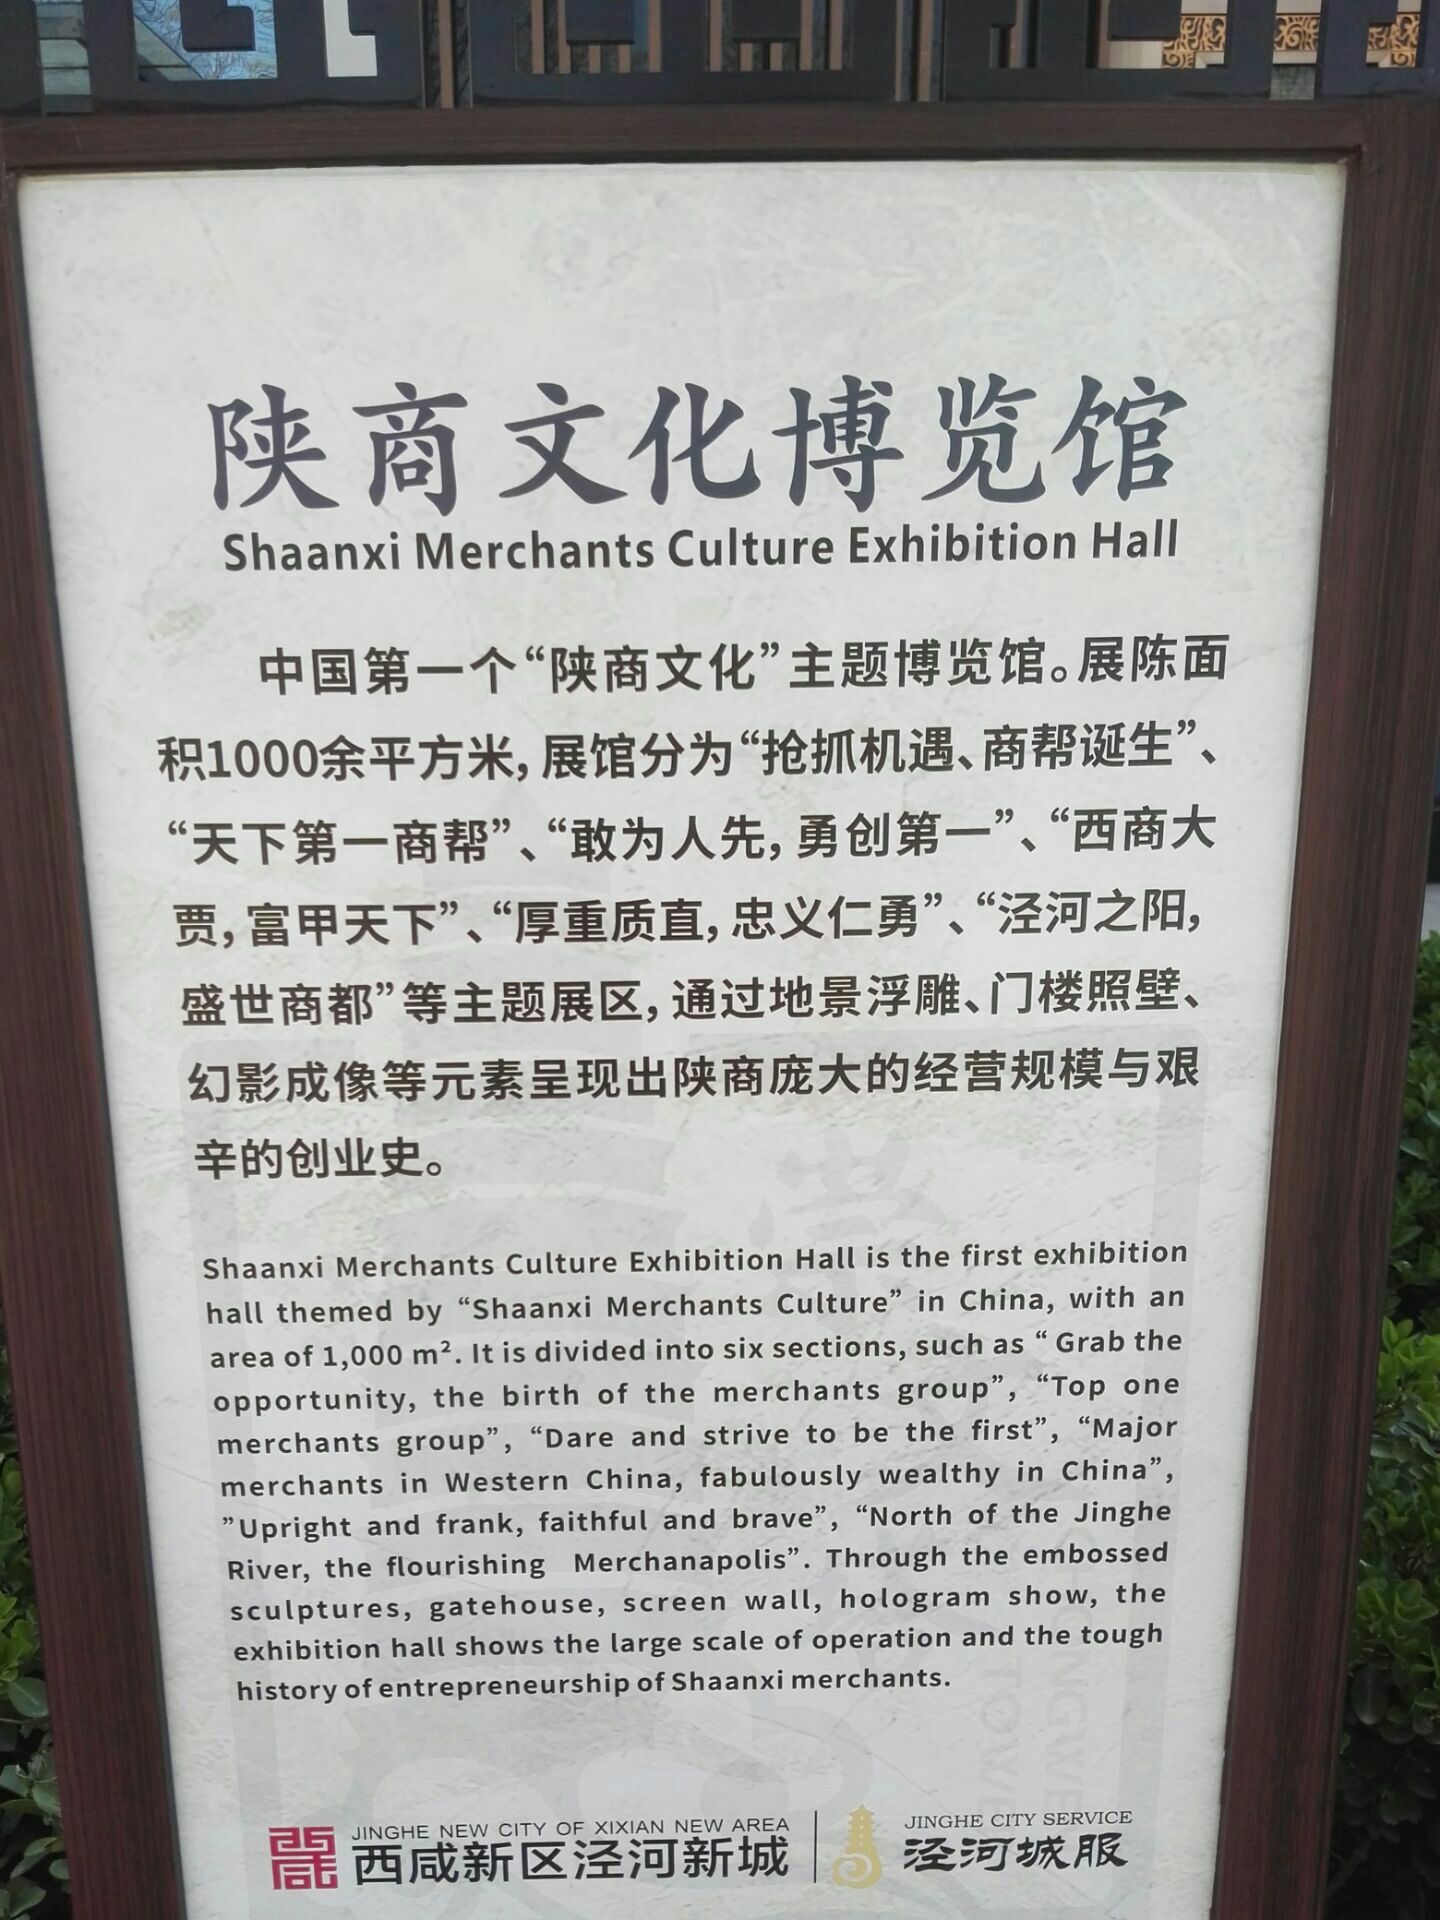 陕商文化博览馆
Shaanxi Merchants Culture Exhibition Hall
中国第一个“陕商文化”主题博览馆。展陈面
积1000余平方米，展馆分为“抢抓机遇、商帮诞生”、
“天下第一商帮”、“敢为人先，勇创第一”、“西商大
贾，富甲天下”、“厚重质直，忠义仁勇”、“泾河之阳，
盛世商都”等主题展区，通过地景浮雕、门楼照壁、
幻影成像等元素呈现出陕商庞大的经营规模与艰
辛的创业史。
Shaanxi Merchants Culture Exhibition Hall is the first exhibition
hall themed by “Shaanxi Merchants Culture” in China, with an
area of 1,000 m². It is divided into six sections, such as “ Grab the
opportunity, the birth of the merchants group”, “Top one
merchants group”, “Dare and strive to be the first”, “Major
merchants in Western China, fabulously wealthy in China”,
”Upright and frank, faithful and brave”, “North of the Jinghe
River, the flourishing Merchanapolis”. Through the embossed
sculptures, gatehouse, screen wall, hologram show, the
exhibition hall shows the large scale of operation and the tough
history of entrepreneurship of Shaanxi merchants.
JINGHE NEW CITY OF XIXIAN NEW AREA
西咸新区泾河新城
JINGHE CITY SERVICE
泾河城服